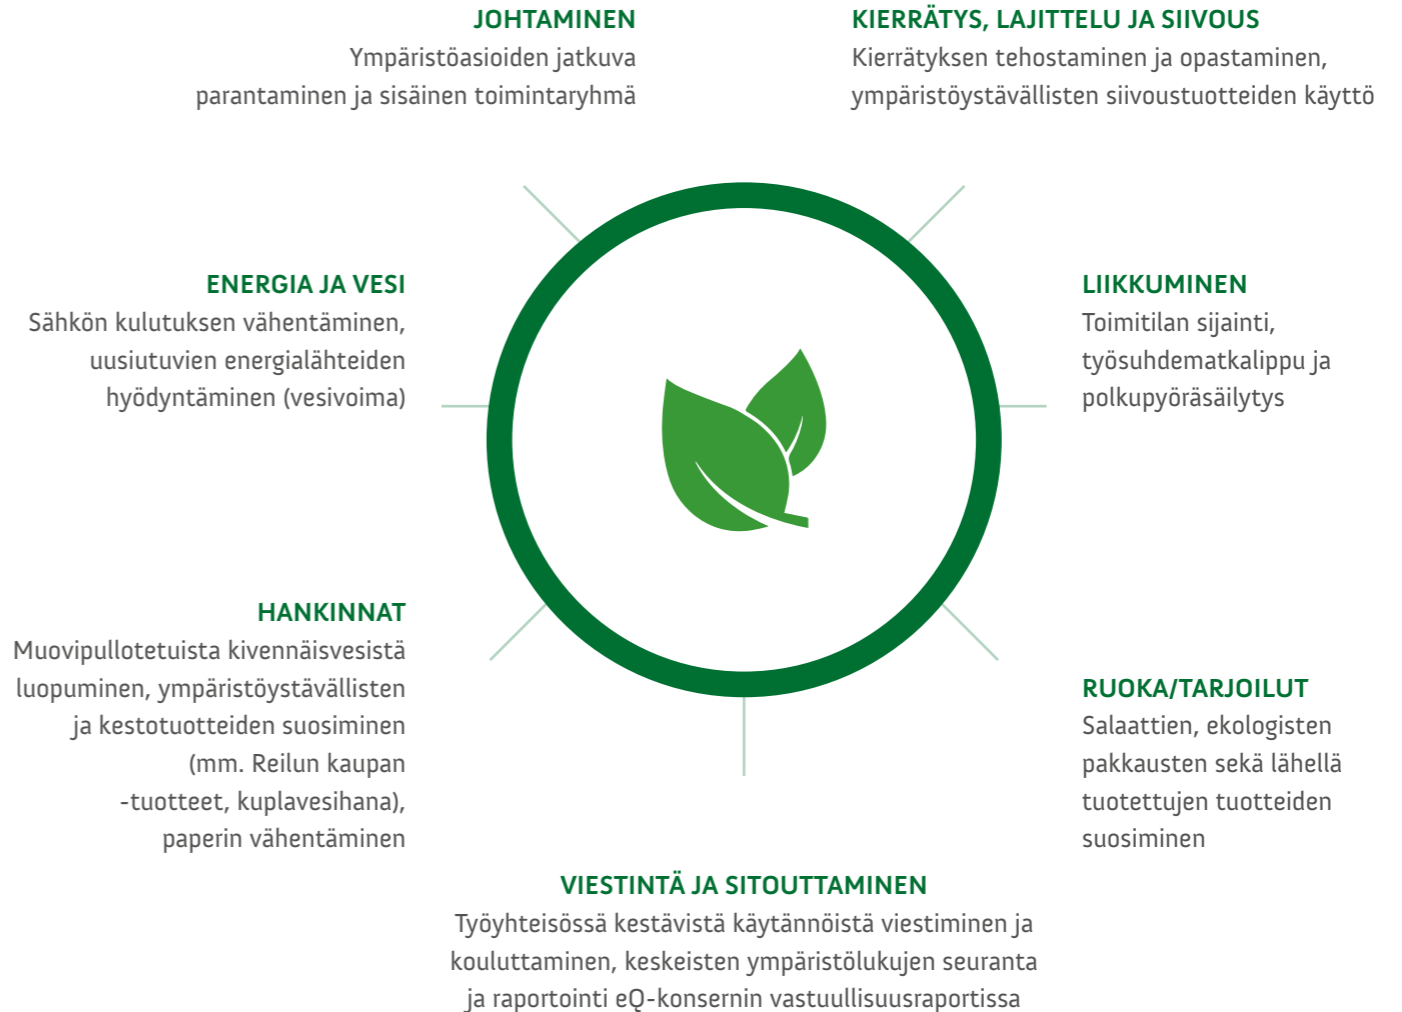 JOHTAMINEN
Ympäristöasioiden jatkuva
parantaminen ja sisäinen toimintaryhmä
KIERRÄTYS, LAJITTELU JA SIIVOUS
Kierrätyksen tehostaminen ja opastaminen,
ympäristöystävällisten siivoustuotteiden käyttö
ENERGIA JA VESI
Sähkön kulutuksen vähentäminen,
uusiutuvien energialähteiden
hyödyntäminen (vesivoima)
LIIKKUMINEN
Toimitilan sijainti,
työsuhdematkalippu ja
polkupyöräsäilytys
HANKINNAT
Muovipullotetuista kivennäisvesistä
luopuminen, ympäristöystävällisten
ja kestotuotteiden suosiminen
(mm. Reilun kaupan
-tuotteet, kuplavesihana),
paperin vähentäminen
RUOKA/TARJOILUT
Salaattien, ekologisten
pakkausten sekä lähellä
tuotettujen tuotteiden
suosiminen
VIESTINTÄ JA SITOUTTAMINEN
Työyhteisössä kestävistä käytännöistä viestiminen ja
kouluttaminen, keskeisten ympäristölukujen seuranta
ja raportointi eQ-konsernin vastuullisuusraportissa